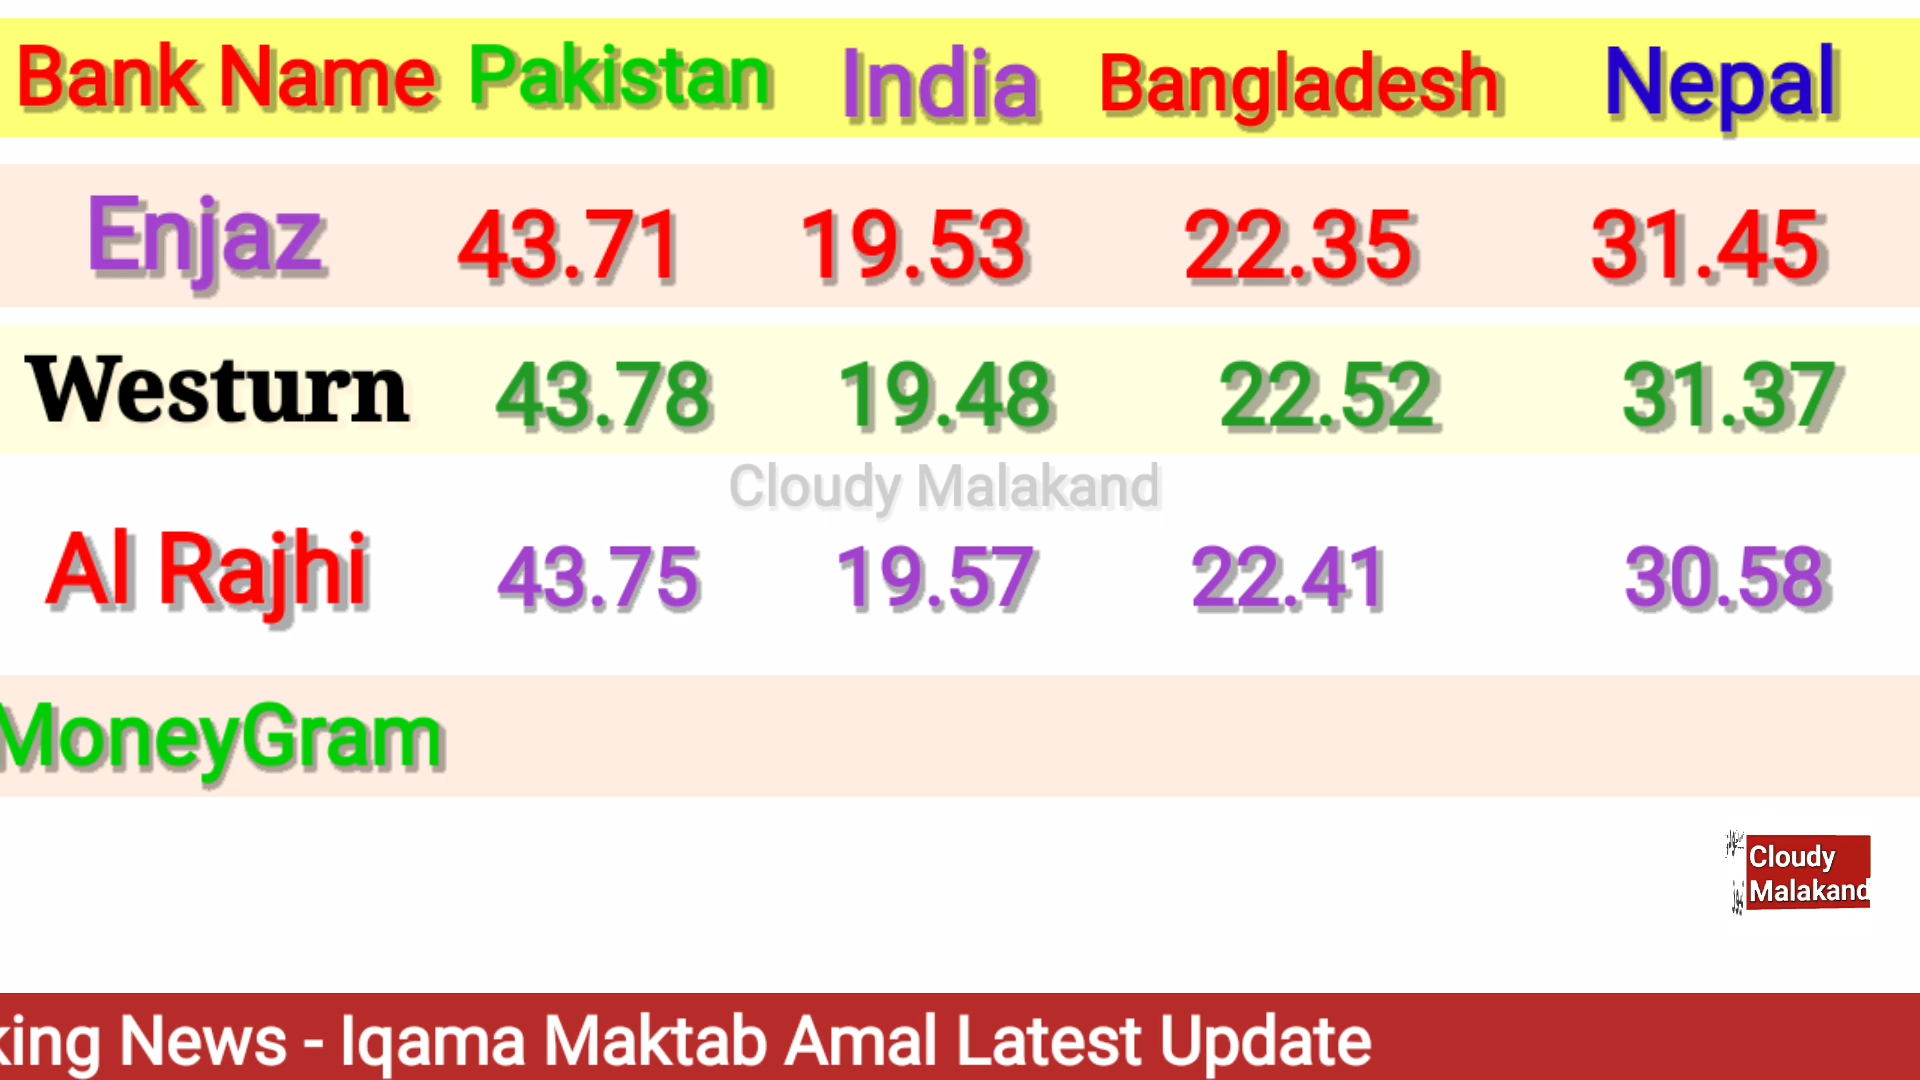 Bank Name Pakistan India Bangladesh Nepal
Enjaz 43.71 19.53 22.35 31.45
Westurn 43.78 19.48 22.52 31.37
Cloudy Malakand
Al Rajhi 43.75 19.57 22.41 30.58
MoneyGram
Cloudy
Malakand
king News - Iqama Maktab Amal Latest Update